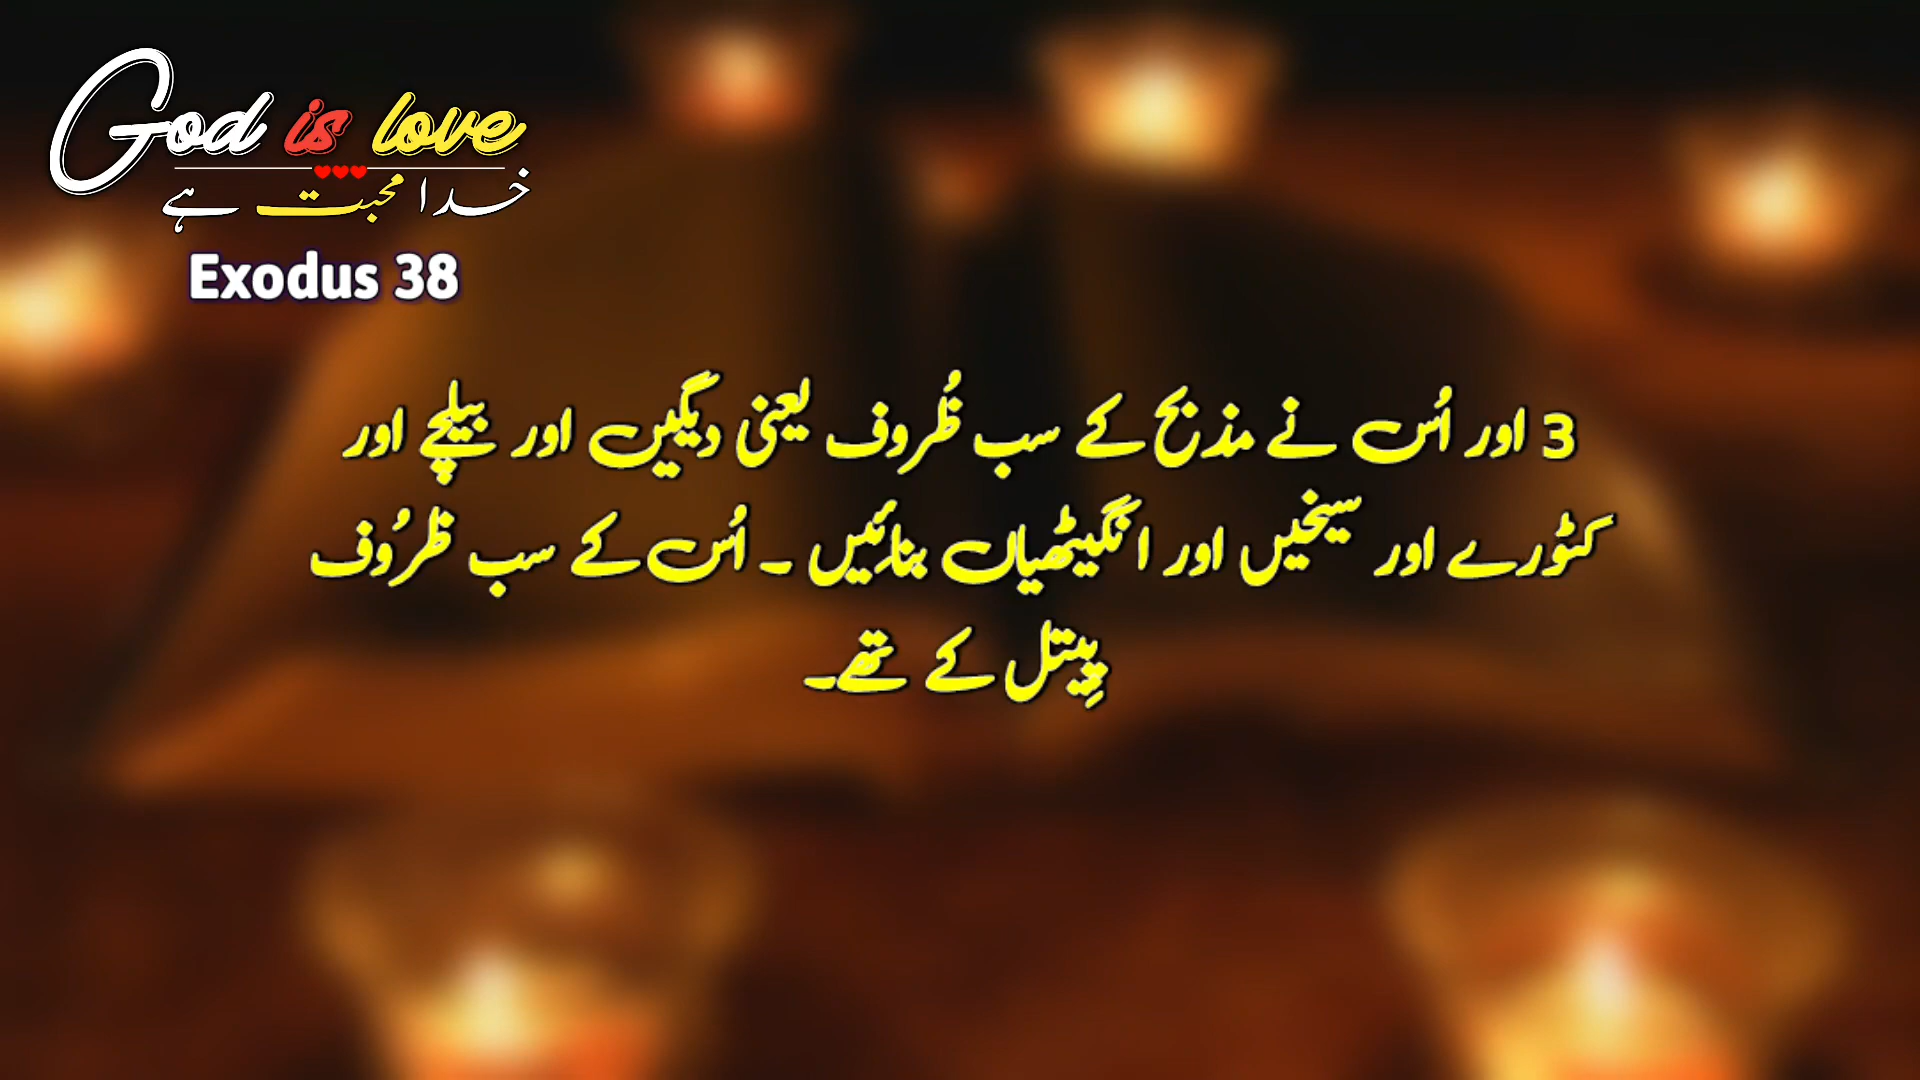 God is love
خدا محبت ہے
Exodus 38
3 اور اُس نے مذبح کے سب ظُروف یعنی دیگیں اور بیلچے اور
کٹورے اور سیخیں اور انگیٹھیاں بنائیں ۔ اُس کے سب ظرُوف
پِیتل کے تھے۔